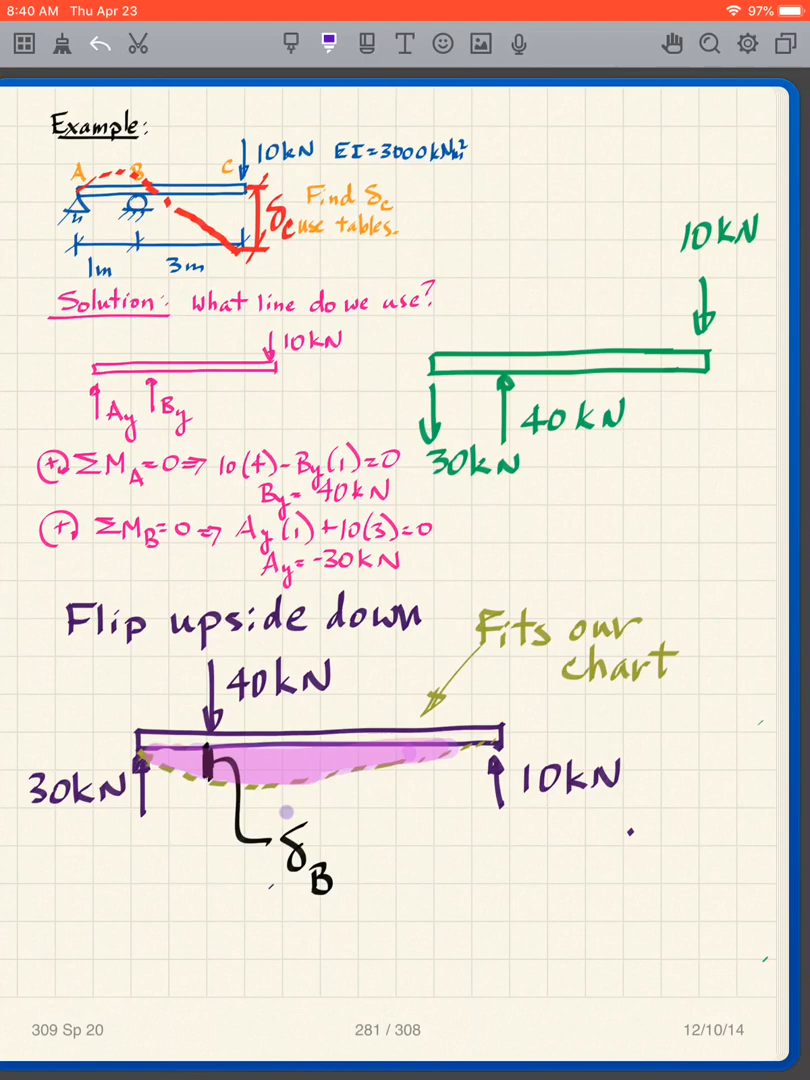 8:40 AM Thu Apr 23
97%
Example:
10kN EI=3000kNm²
A B C
δc
Find δc
use tables.
1m 3m
10kN
Solution: What line do we use?
10kN
Ay By
40kN
30kN
(+↻) ΣM_A=0 ⇒ 10(4)-By(1)=0
By= 40kN
(+↻) ΣM_B=0 ⇒ Ay(1)+10(3)=0
Ay=-30kN
Flip upside down
Fits our
chart
40kN
30kN
10kN
δB
309 Sp 20
281 / 308
12/10/14